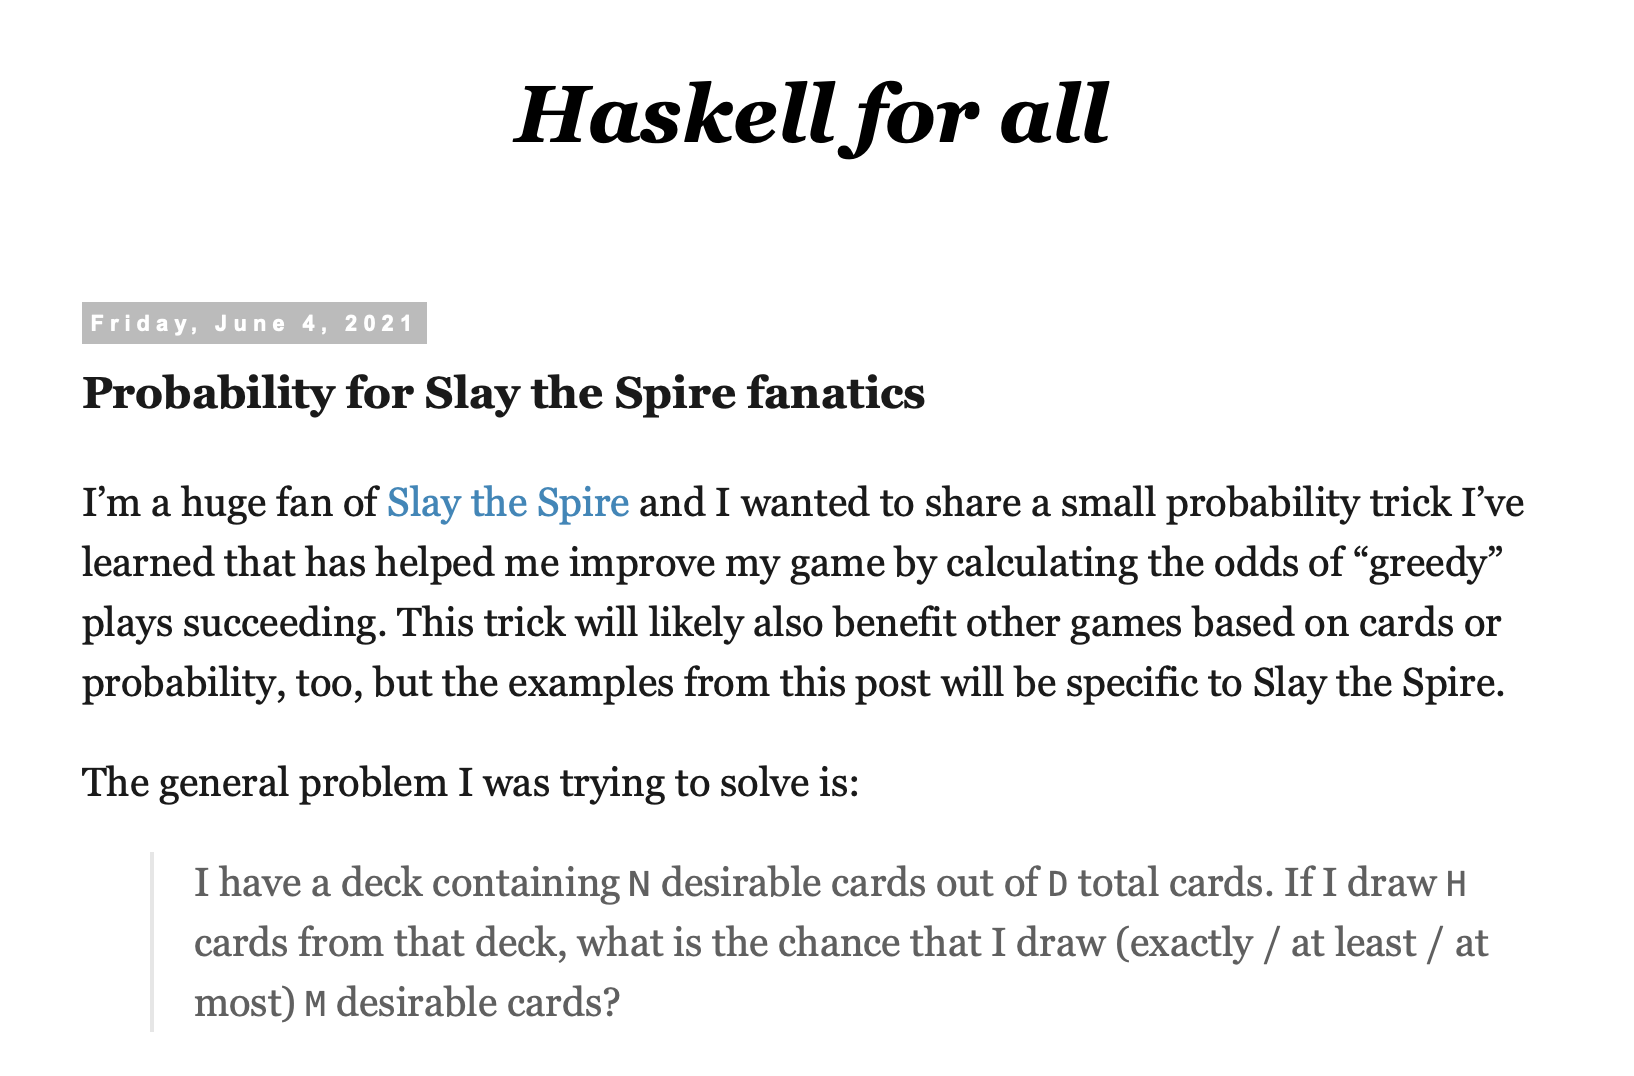 Haskell for all
Friday, June 4, 2021
Probability for Slay the Spire fanatics
I’m a huge fan of Slay the Spire and I wanted to share a small probability trick I’ve
learned that has helped me improve my game by calculating the odds of “greedy”
plays succeeding. This trick will likely also benefit other games based on cards or
probability, too, but the examples from this post will be specific to Slay the Spire.
The general problem I was trying to solve is:
I have a deck containing N desirable cards out of D total cards. If I draw H
cards from that deck, what is the chance that I draw (exactly / at least / at
most) M desirable cards?